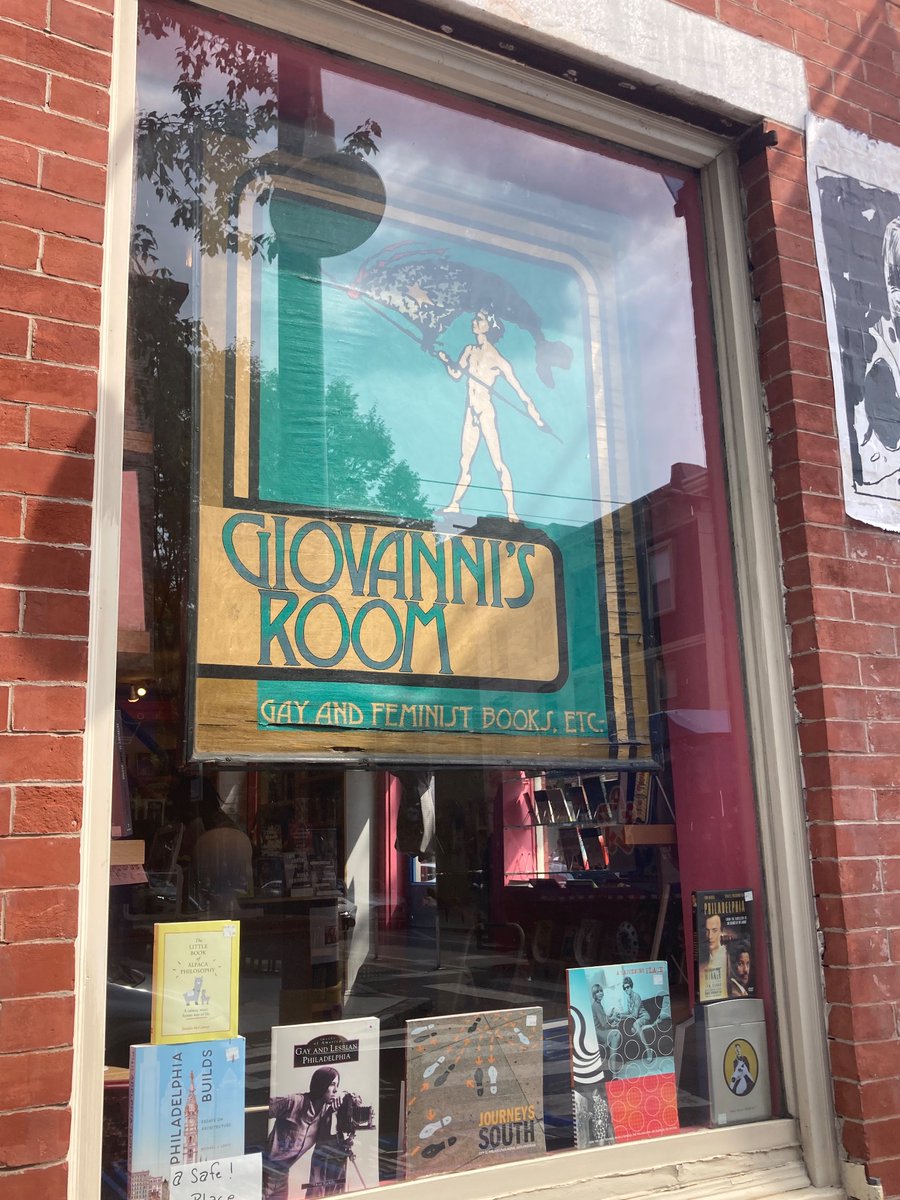 GIOVANNI'S
ROOM
GAY AND FEMINIST BOOKS, ETC.
The
LITTLE
BOOK
of
ALPACA
PHILOSOPHY
PHILADELPHIA
BUILDS
a Safe!
Place
GAY AND LESBIAN
PHILADELPHIA
JOURNEYS
SOUTH
PLACE
PHILADELPHIA